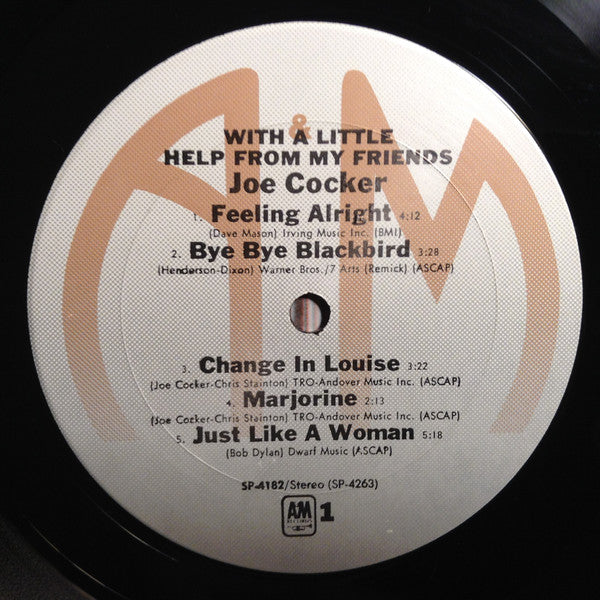 A&M
WITH A LITTLE
HELP FROM MY FRIENDS
Joe Cocker
1. Feeling Alright 4:12
(Dave Mason) Irving Music Inc. (BMI)
2. Bye Bye Blackbird 3:28
(Henderson-Dixon) Warner Bros./7 Arts (Remick) (ASCAP)
3. Change In Louise 3:22
(Joe Cocker-Chris Stainton) TRO-Andover Music Inc. (ASCAP)
4. Marjorine 2:13
(Joe Cocker-Chris Stainton) TRO-Andover Music Inc. (ASCAP)
5. Just Like A Woman 5:18
(Bob Dylan) Dwarf Music (ASCAP)
SP-4182/Stereo (SP-4263)
AM 1
RECORDS